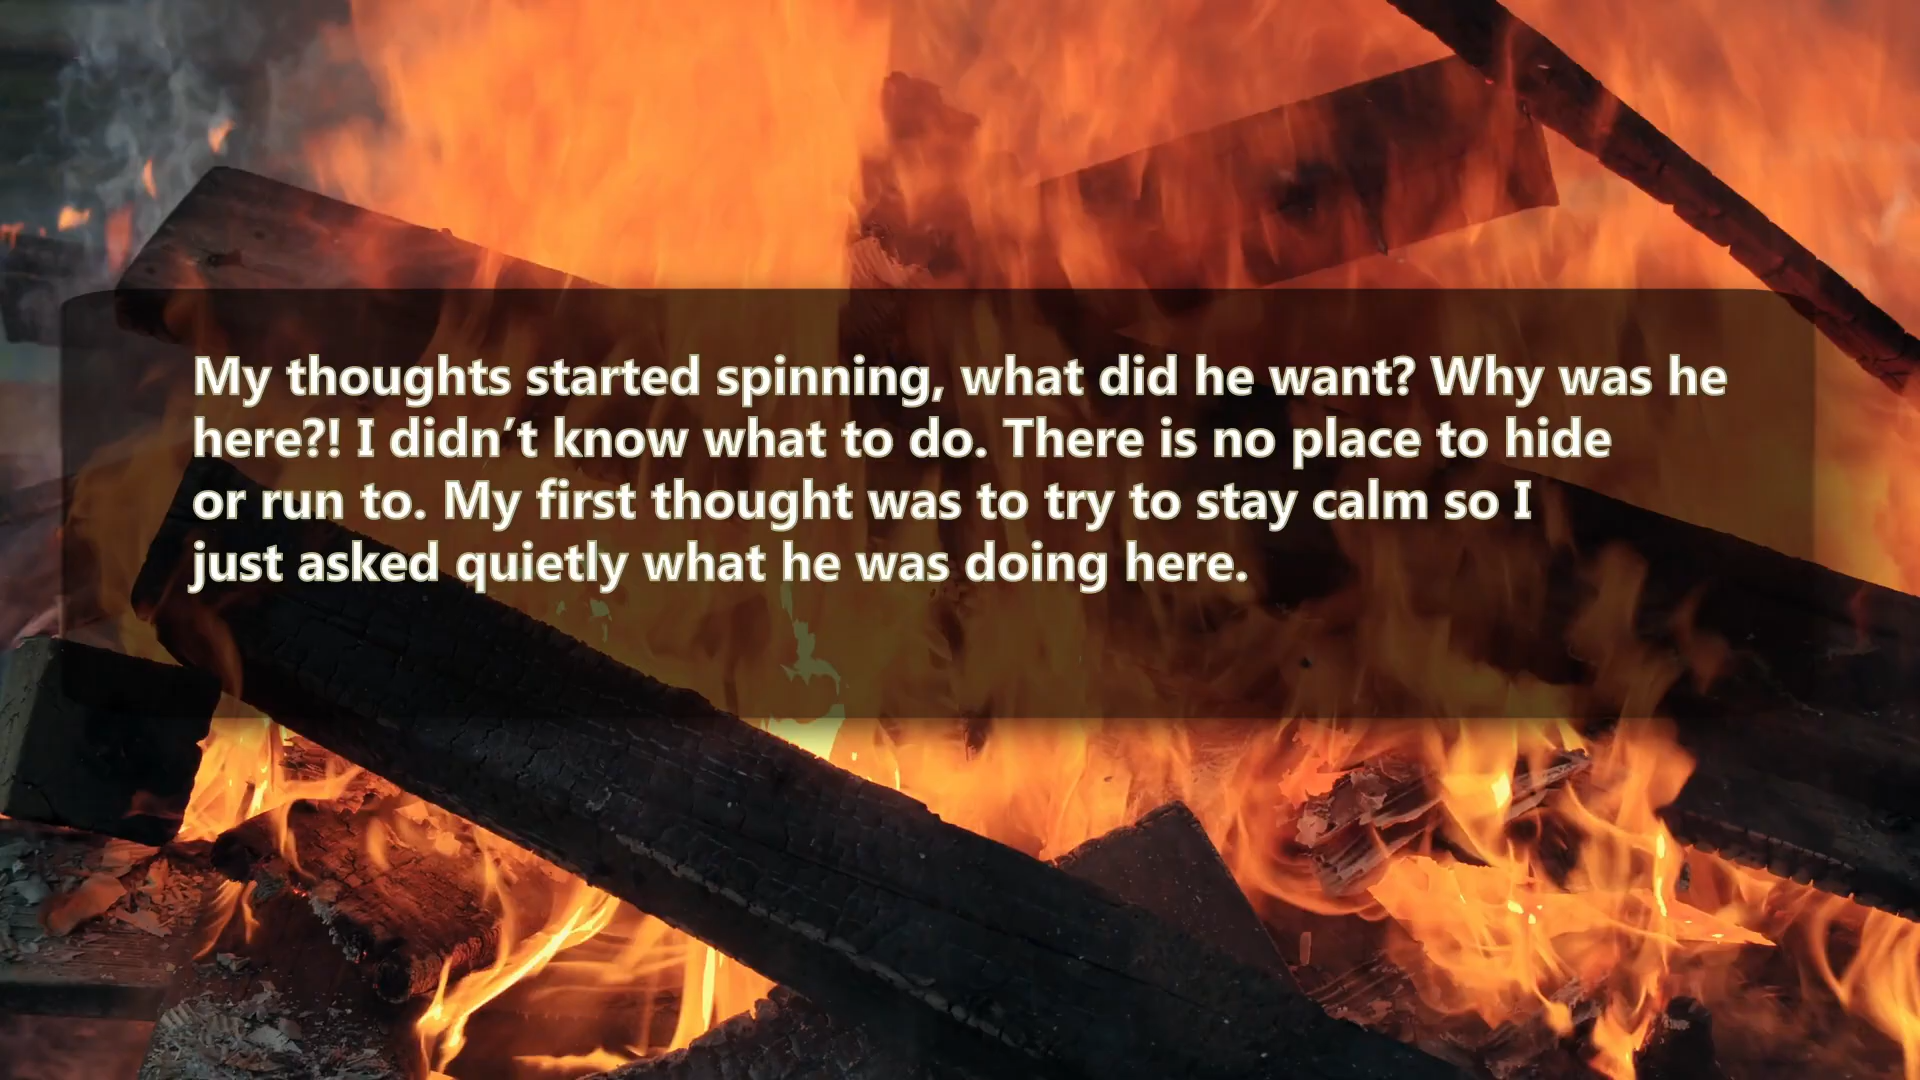 My thoughts started spinning, what did he want? Why was he
here?! I didn’t know what to do. There is no place to hide
or run to. My first thought was to try to stay calm so I
just asked quietly what he was doing here.